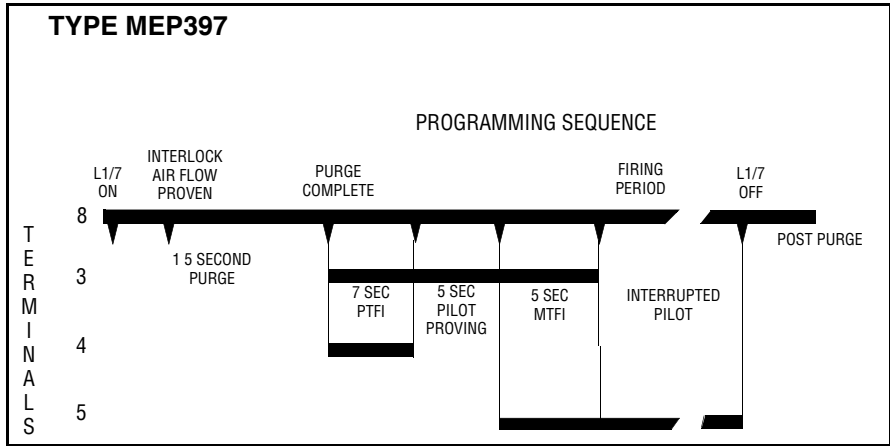 TYPE MEP397
PROGRAMMING SEQUENCE
L1/7
ON
INTERLOCK
AIR FLOW
PROVEN
PURGE
COMPLETE
FIRING
PERIOD
L1/7
OFF
8
POST PURGE
1 5 SECOND
PURGE
TERMINALS
3
7 SEC
PTFI
5 SEC
PILOT
PROVING
5 SEC
MTFI
INTERRUPTED
PILOT
4
5